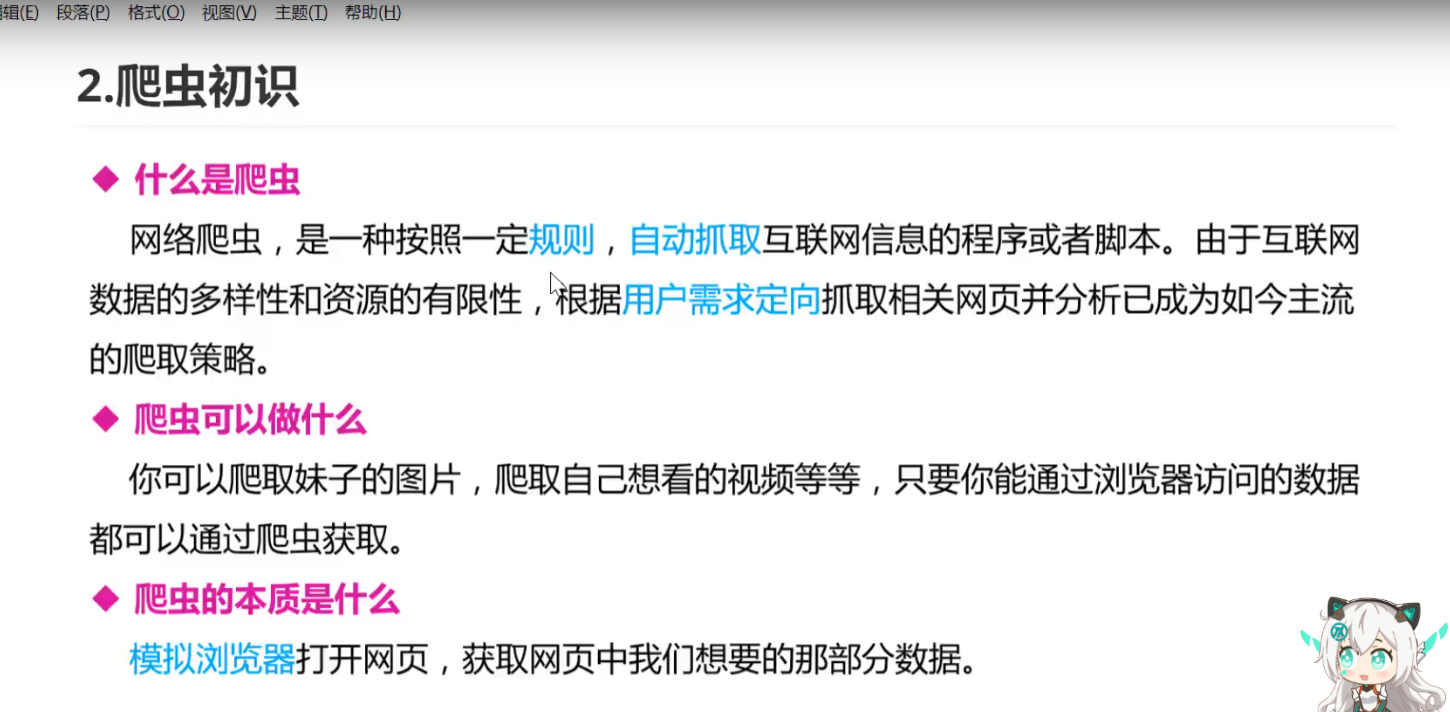 辑(E) 段落(P) 格式(O) 视图(V) 主题(T) 帮助(H)
2.爬虫初识
◆ 什么是爬虫
网络爬虫，是一种按照一定规则，自动抓取互联网信息的程序或者脚本。由于互联网
数据的多样性和资源的有限性，根据用户需求定向抓取相关网页并分析已成为如今主流
的爬取策略。
◆ 爬虫可以做什么
你可以爬取妹子的图片，爬取自己想看的视频等等，只要你能通过浏览器访问的数据
都可以通过爬虫获取。
◆ 爬虫的本质是什么
模拟浏览器打开网页，获取网页中我们想要的那部分数据。